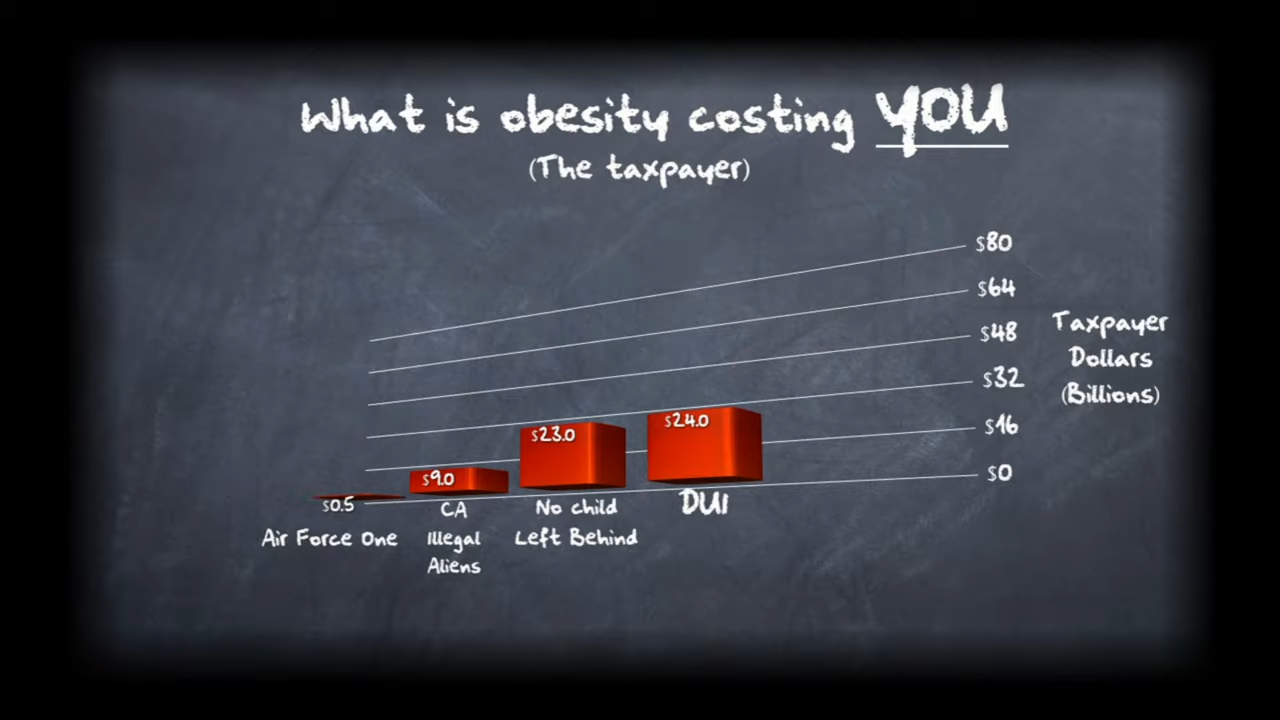 What is obesity costing YOU
(The taxpayer)
$80
$64
$48
$32
$16
$0
Taxpayer
Dollars
(Billions)
$0.5
$9.0
$23.0
$24.0
Air Force One
CA
Illegal
Aliens
No child
Left Behind
DUI